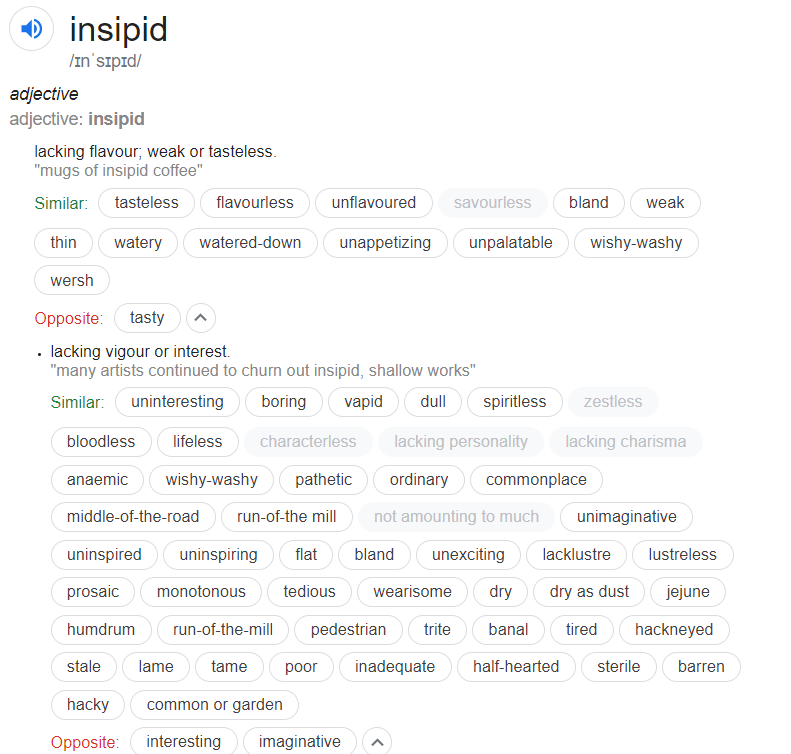 insipid
/ɪnˈsɪpɪd/
adjective
adjective: insipid
lacking flavour; weak or tasteless.
"mugs of insipid coffee"
Similar: tasteless flavourless unflavoured savourless bland weak
thin watery watered-down unappetizing unpalatable wishy-washy
wersh
Opposite: tasty
• lacking vigour or interest.
"many artists continued to churn out insipid, shallow works"
Similar: uninteresting boring vapid dull spiritless zestless
bloodless lifeless characterless lacking personality lacking charisma
anaemic wishy-washy pathetic ordinary commonplace
middle-of-the-road run-of-the mill not amounting to much unimaginative
uninspired uninspiring flat bland unexciting lacklustre lustreless
prosaic monotonous tedious wearisome dry dry as dust jejune
humdrum run-of-the-mill pedestrian trite banal tired hackneyed
stale lame tame poor inadequate half-hearted sterile barren
hacky common or garden
Opposite: interesting imaginative